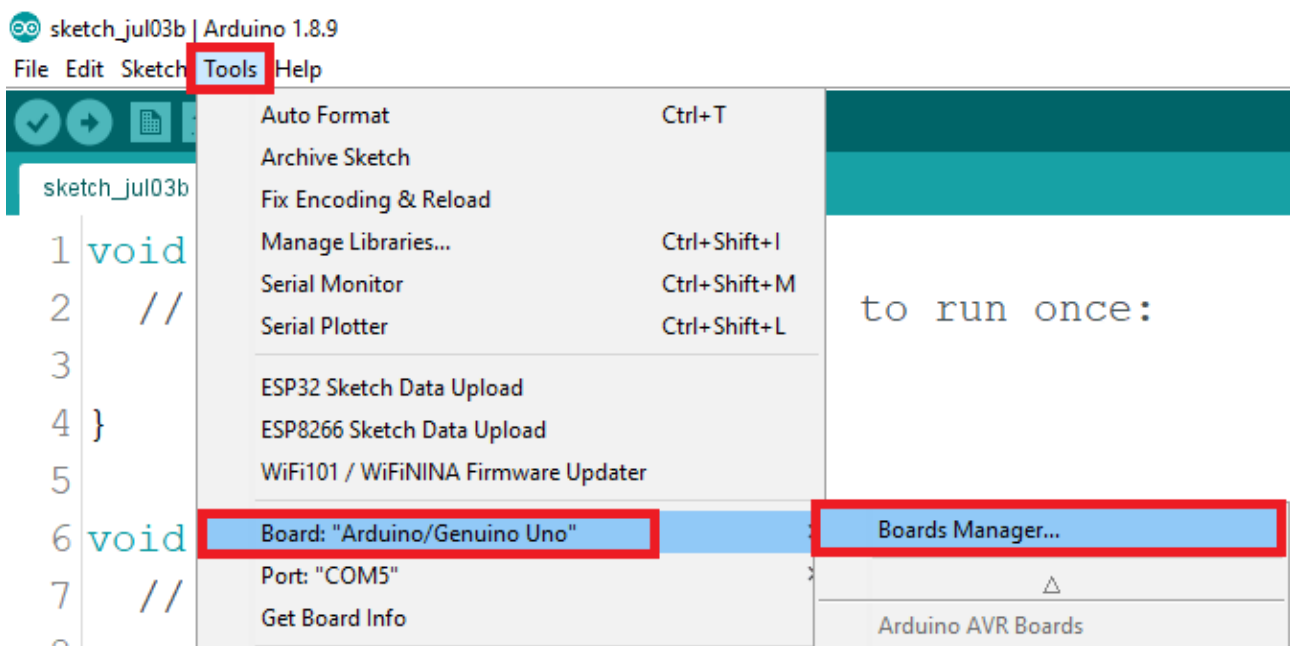 sketch_jul03b | Arduino 1.8.9
File Edit Sketch Tools Help
Auto Format Ctrl+T
Archive Sketch
sketch_jul03b
Fix Encoding & Reload
1 void
Manage Libraries... Ctrl+Shift+I
Serial Monitor Ctrl+Shift+M
2 // to run once:
Serial Plotter Ctrl+Shift+L
3
ESP32 Sketch Data Upload
4 }
ESP8266 Sketch Data Upload
5
WiFi101 / WiFiNINA Firmware Updater
6 void
Board: "Arduino/Genuino Uno" Boards Manager...
Port: "COM5"
7 //
Get Board Info
Arduino AVR Boards